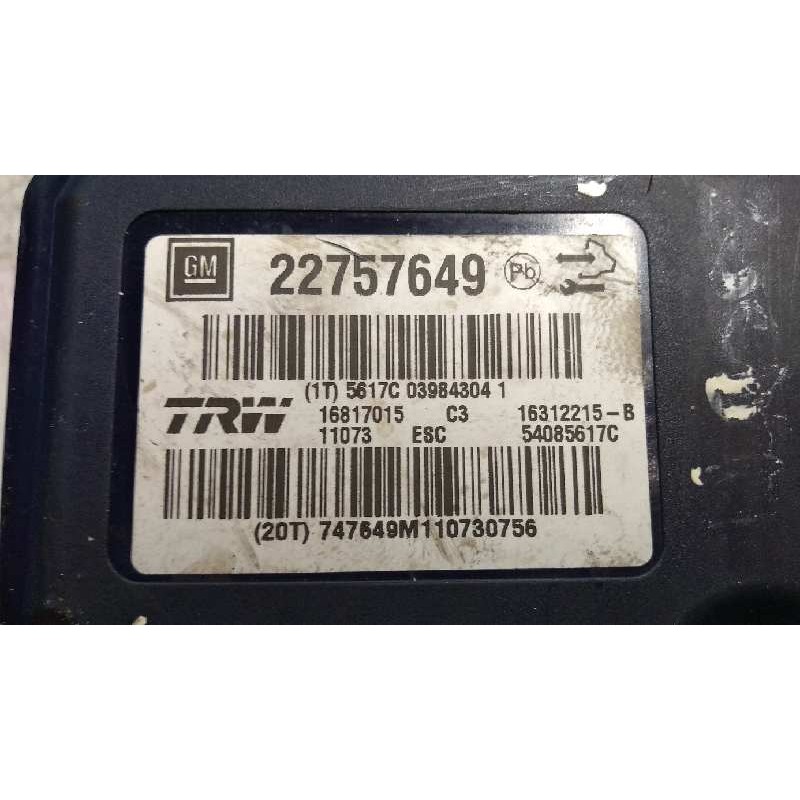 GM 22757649 Pb
(1T) 5617C 03984304 1
TRW 16817015 C3 16312215-B
11073 ESC 54085617C
(20T) 747649M110730756